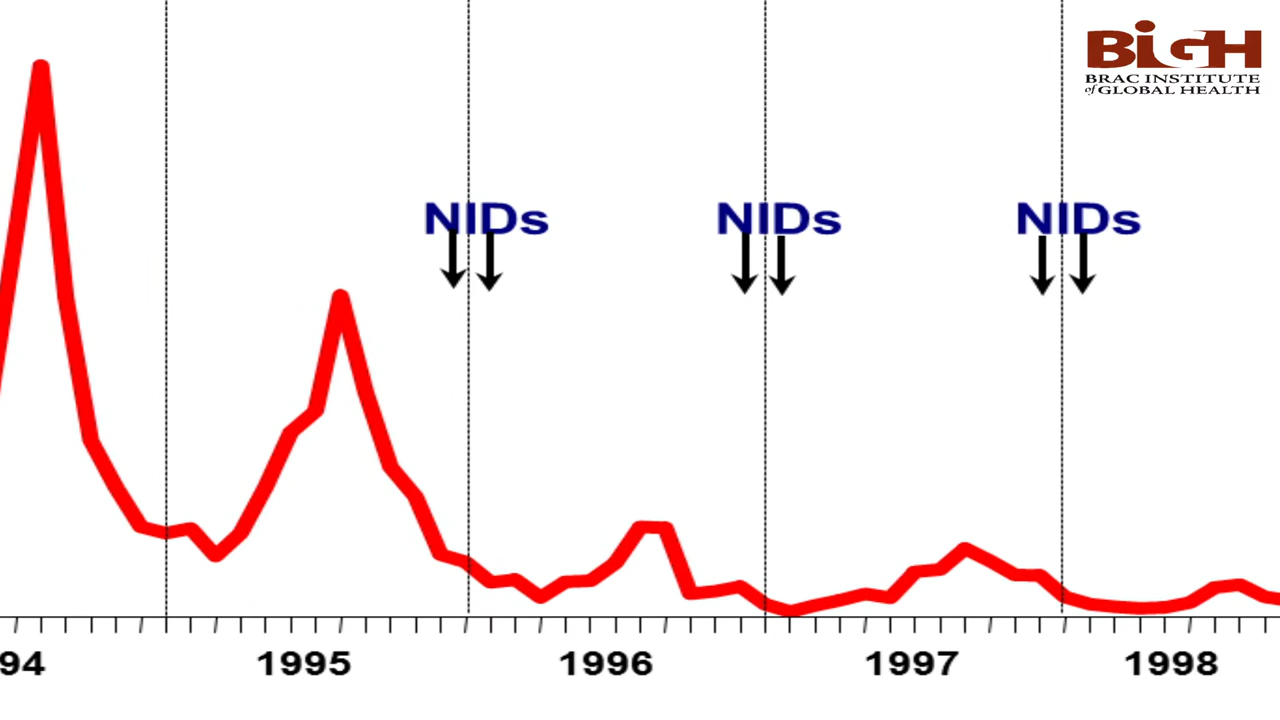 BiGH
BRAC INSTITUTE
of GLOBAL HEALTH
NIDs NIDs NIDs
94 1995 1996 1997 1998